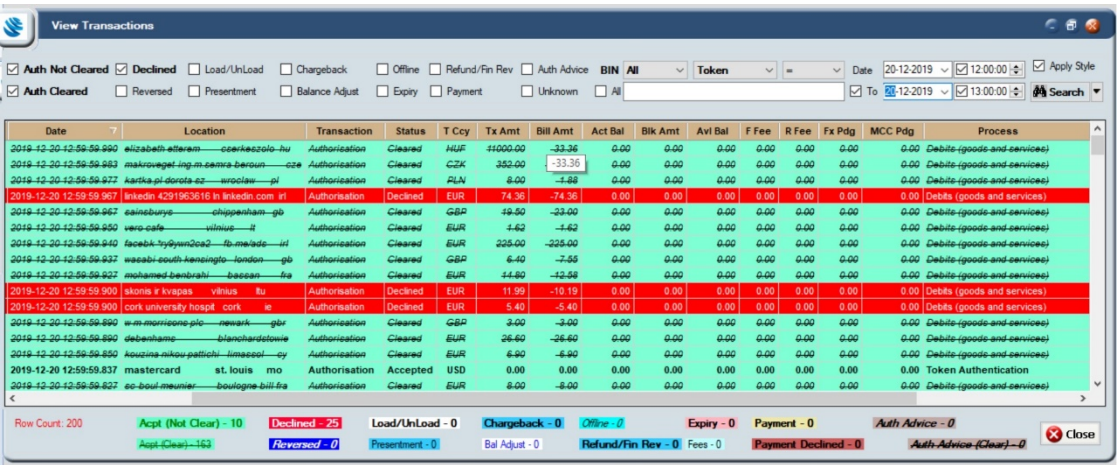 View Transactions
Auth Not Cleared Declined Load/UnLoad Chargeback Offline Refund/Fin Rev Auth Advice BIN All Token = Date 20-12-2019 12:00:00 Apply Style
Auth Cleared Reversed Presentment Balance Adjust Expiry Payment Unknown All To 20-12-2019 13:00:00 Search
Date Location Transaction Status T Ccy Tx Amt Bill Amt Act Bal Blk Amt Avl Bal F Fee R Fee Fx Pdg MCC Pdg Process
2019-12-20 12:59:59.990 elizabeth etterem cserkeszolo hu Authorisation Cleared HUF 11000.00 -33.36 0.00 0.00 0.00 0.00 0.00 0.00 0.00 Debits (goods and services)
2019-12-20 12:59:59.983 makroveget ing.m.semra beroun cze Authorisation Cleared CZK 352.00 -33.36 0.00 0.00 0.00 0.00 0.00 0.00 0.00 Debits (goods and services)
2019-12-20 12:59:59.977 kartka.pl dorota sz wroclaw pl Authorisation Cleared PLN 8.00 -1.88 0.00 0.00 0.00 0.00 0.00 0.00 0.00 Debits (goods and services)
2019-12-20 12:59:59.967 linkedin 4291963616 ln linkedin.com irl Authorisation Declined EUR 74.36 -74.36 0.00 0.00 0.00 0.00 0.00 0.00 0.00 Debits (goods and services)
2019-12-20 12:59:59.967 sainsburys chippenham gb Authorisation Cleared GBP 19.50 -23.00 0.00 0.00 0.00 0.00 0.00 0.00 0.00 Debits (goods and services)
2019-12-20 12:59:59.950 vero cafe vilnius lt Authorisation Cleared EUR 1.62 -1.62 0.00 0.00 0.00 0.00 0.00 0.00 0.00 Debits (goods and services)
2019-12-20 12:59:59.940 facebk *ry9ywn2ca2 fb.me/ads irl Authorisation Cleared EUR 225.00 -225.00 0.00 0.00 0.00 0.00 0.00 0.00 0.00 Debits (goods and services)
2019-12-20 12:59:59.937 wasabi south kensingto london gb Authorisation Cleared GBP 6.40 -7.55 0.00 0.00 0.00 0.00 0.00 0.00 0.00 Debits (goods and services)
2019-12-20 12:59:59.927 mohamed benbrahi bassan fra Authorisation Cleared EUR 11.80 -12.58 0.00 0.00 0.00 0.00 0.00 0.00 0.00 Debits (goods and services)
2019-12-20 12:59:59.900 skonis ir kvapas vilnius ltu Authorisation Declined EUR 11.99 -10.19 0.00 0.00 0.00 0.00 0.00 0.00 0.00 Debits (goods and services)
2019-12-20 12:59:59.900 cork university hospit cork ie Authorisation Declined EUR 5.40 -5.40 0.00 0.00 0.00 0.00 0.00 0.00 0.00 Debits (goods and services)
2019-12-20 12:59:59.890 w m morrisons plc newark gbr Authorisation Cleared GBP 3.00 -3.00 0.00 0.00 0.00 0.00 0.00 0.00 0.00 Debits (goods and services)
2019-12-20 12:59:59.890 debenhams blanchardstowie Authorisation Cleared EUR 26.60 -26.60 0.00 0.00 0.00 0.00 0.00 0.00 0.00 Debits (goods and services)
2019-12-20 12:59:59.850 kouzina nikou pattichi limassol cy Authorisation Cleared EUR 6.90 -6.90 0.00 0.00 0.00 0.00 0.00 0.00 0.00 Debits (goods and services)
2019-12-20 12:59:59.837 mastercard st. louis mo Authorisation Accepted USD 0.00 0.00 0.00 0.00 0.00 0.00 0.00 0.00 0.00 Token Authentication
2019-12-20 12:59:59.827 sc boul meunier boulogne bill fra Authorisation Cleared EUR 8.00 -8.00 0.00 0.00 0.00 0.00 0.00 0.00 0.00 Debits (goods and services)
Row Count: 200 Acpt (Not Clear) - 10 Declined - 25 Load/UnLoad - 0 Chargeback - 0 Offline - 0 Expiry - 0 Payment - 0 Auth Advice - 0
Acpt (Clear) - 163 Reversed - 0 Presentment - 0 Bal Adjust - 0 Refund/Fin Rev - 0 Fees - 0 Payment Declined - 0 Auth Advice (Clear) - 0 Close